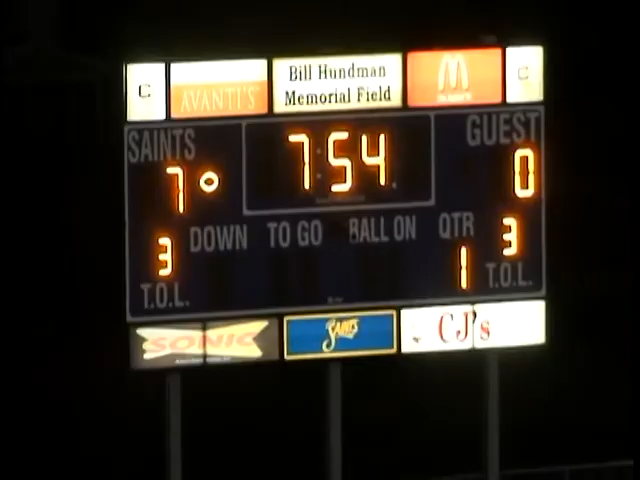 C AVANTI'S Bill Hundman Memorial Field M C
SAINTS 7:54 GUEST
7 0
DOWN TO GO BALL ON QTR
3 1 3
T.O.L. T.O.L.
SONIC SAINTS CJ's